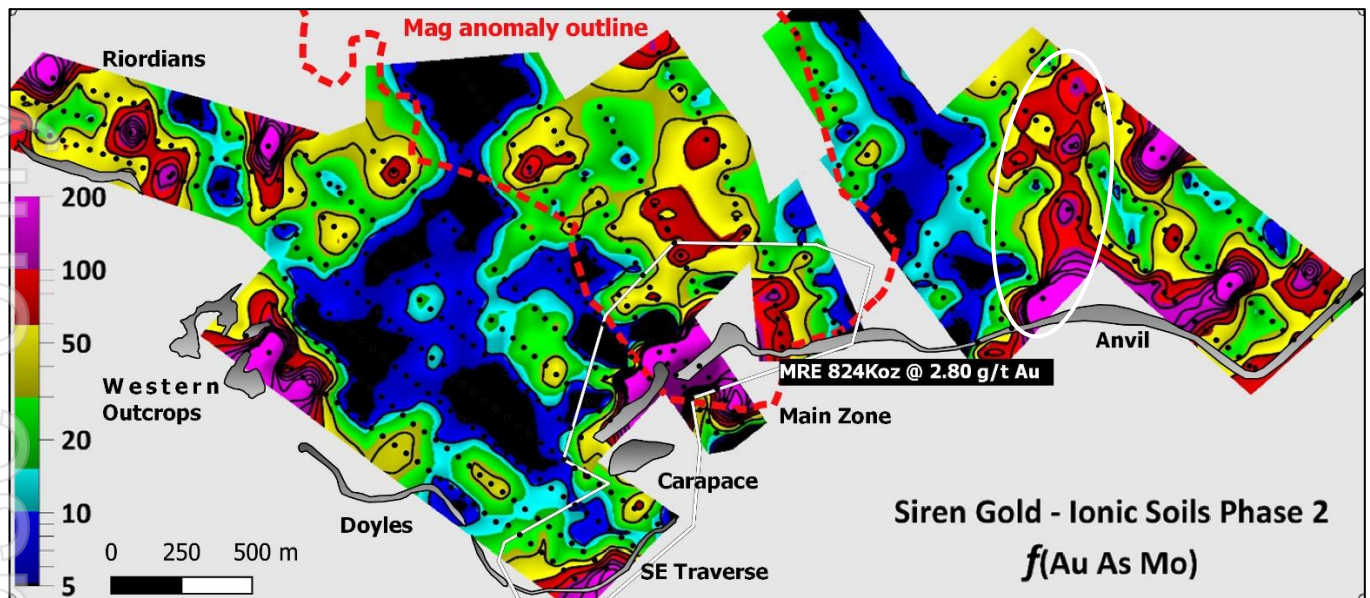 Mag anomaly outline
Riordians
200
100
50
20
10
5
Western
Outcrops
Doyles
0 250 500 m
Carapace
SE Traverse
MRE 824Koz @ 2.80 g/t Au
Main Zone
Anvil
Siren Gold - Ionic Soils Phase 2
f(Au As Mo)